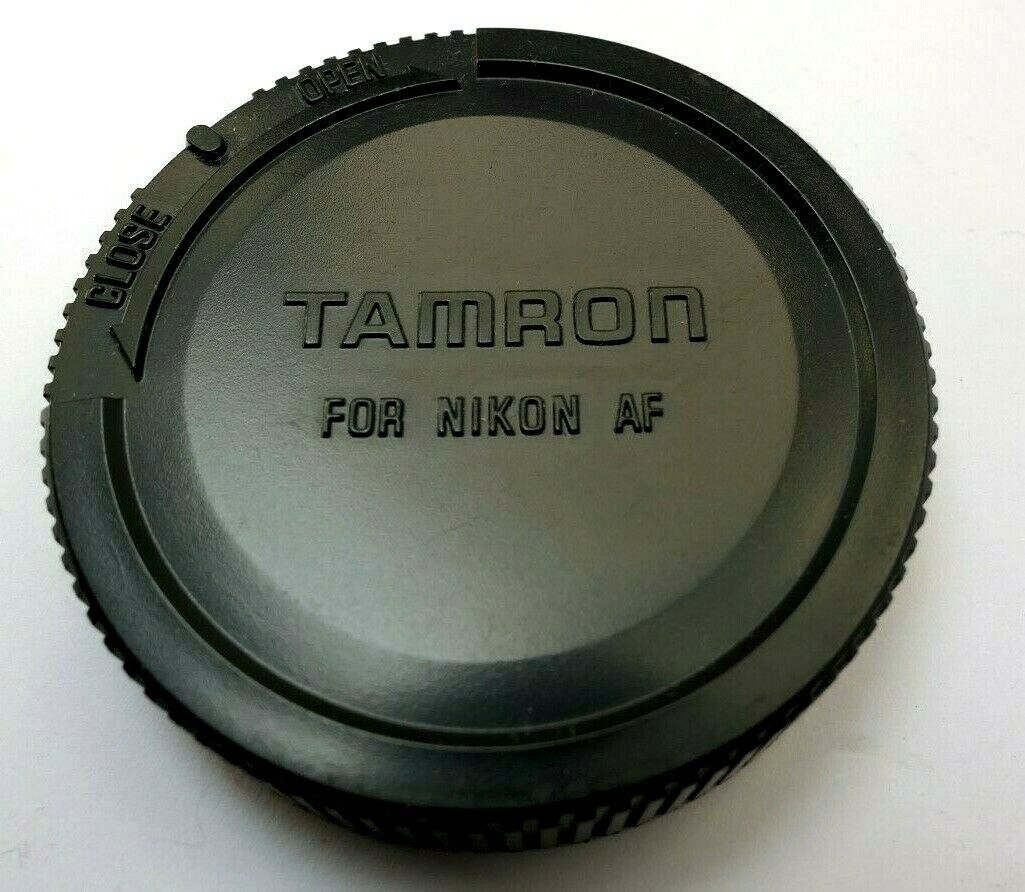 OPEN
CLOSE
TAMRON
FOR NIKON AF